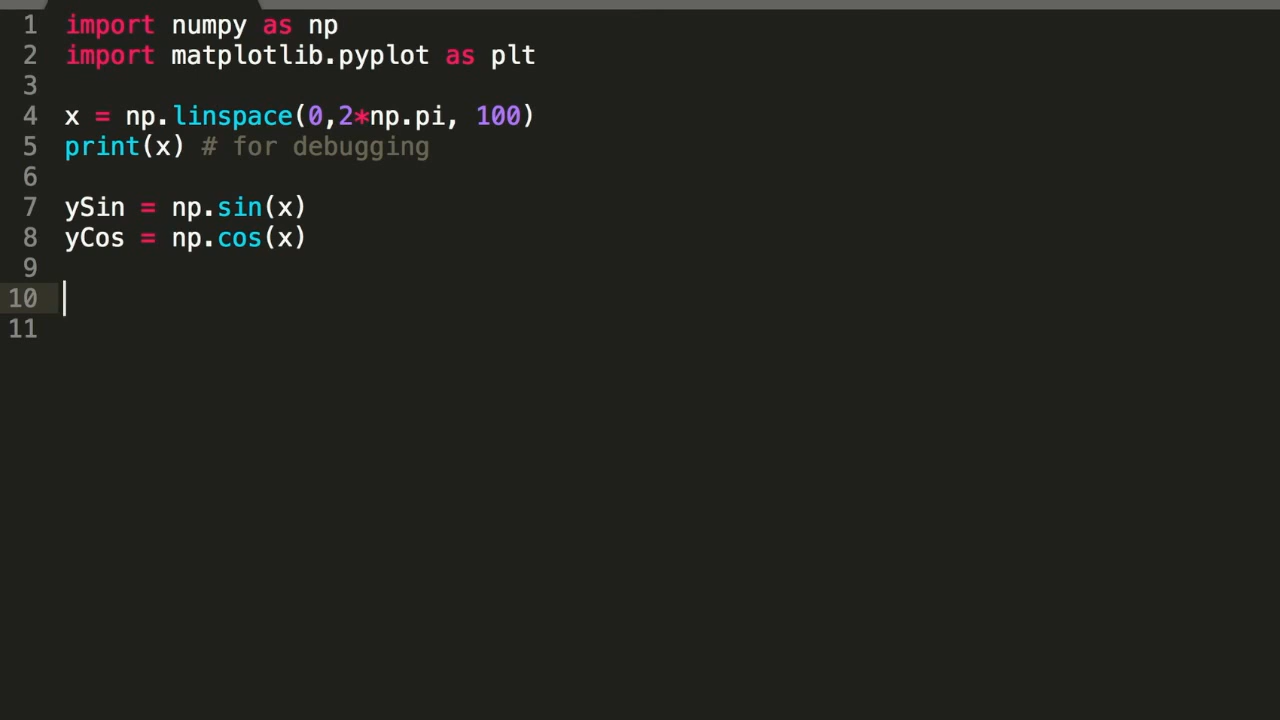 1 import numpy as np
2 import matplotlib.pyplot as plt
3
4 x = np.linspace(0,2*np.pi, 100)
5 print(x) # for debugging
6
7 ySin = np.sin(x)
8 yCos = np.cos(x)
9
10
11